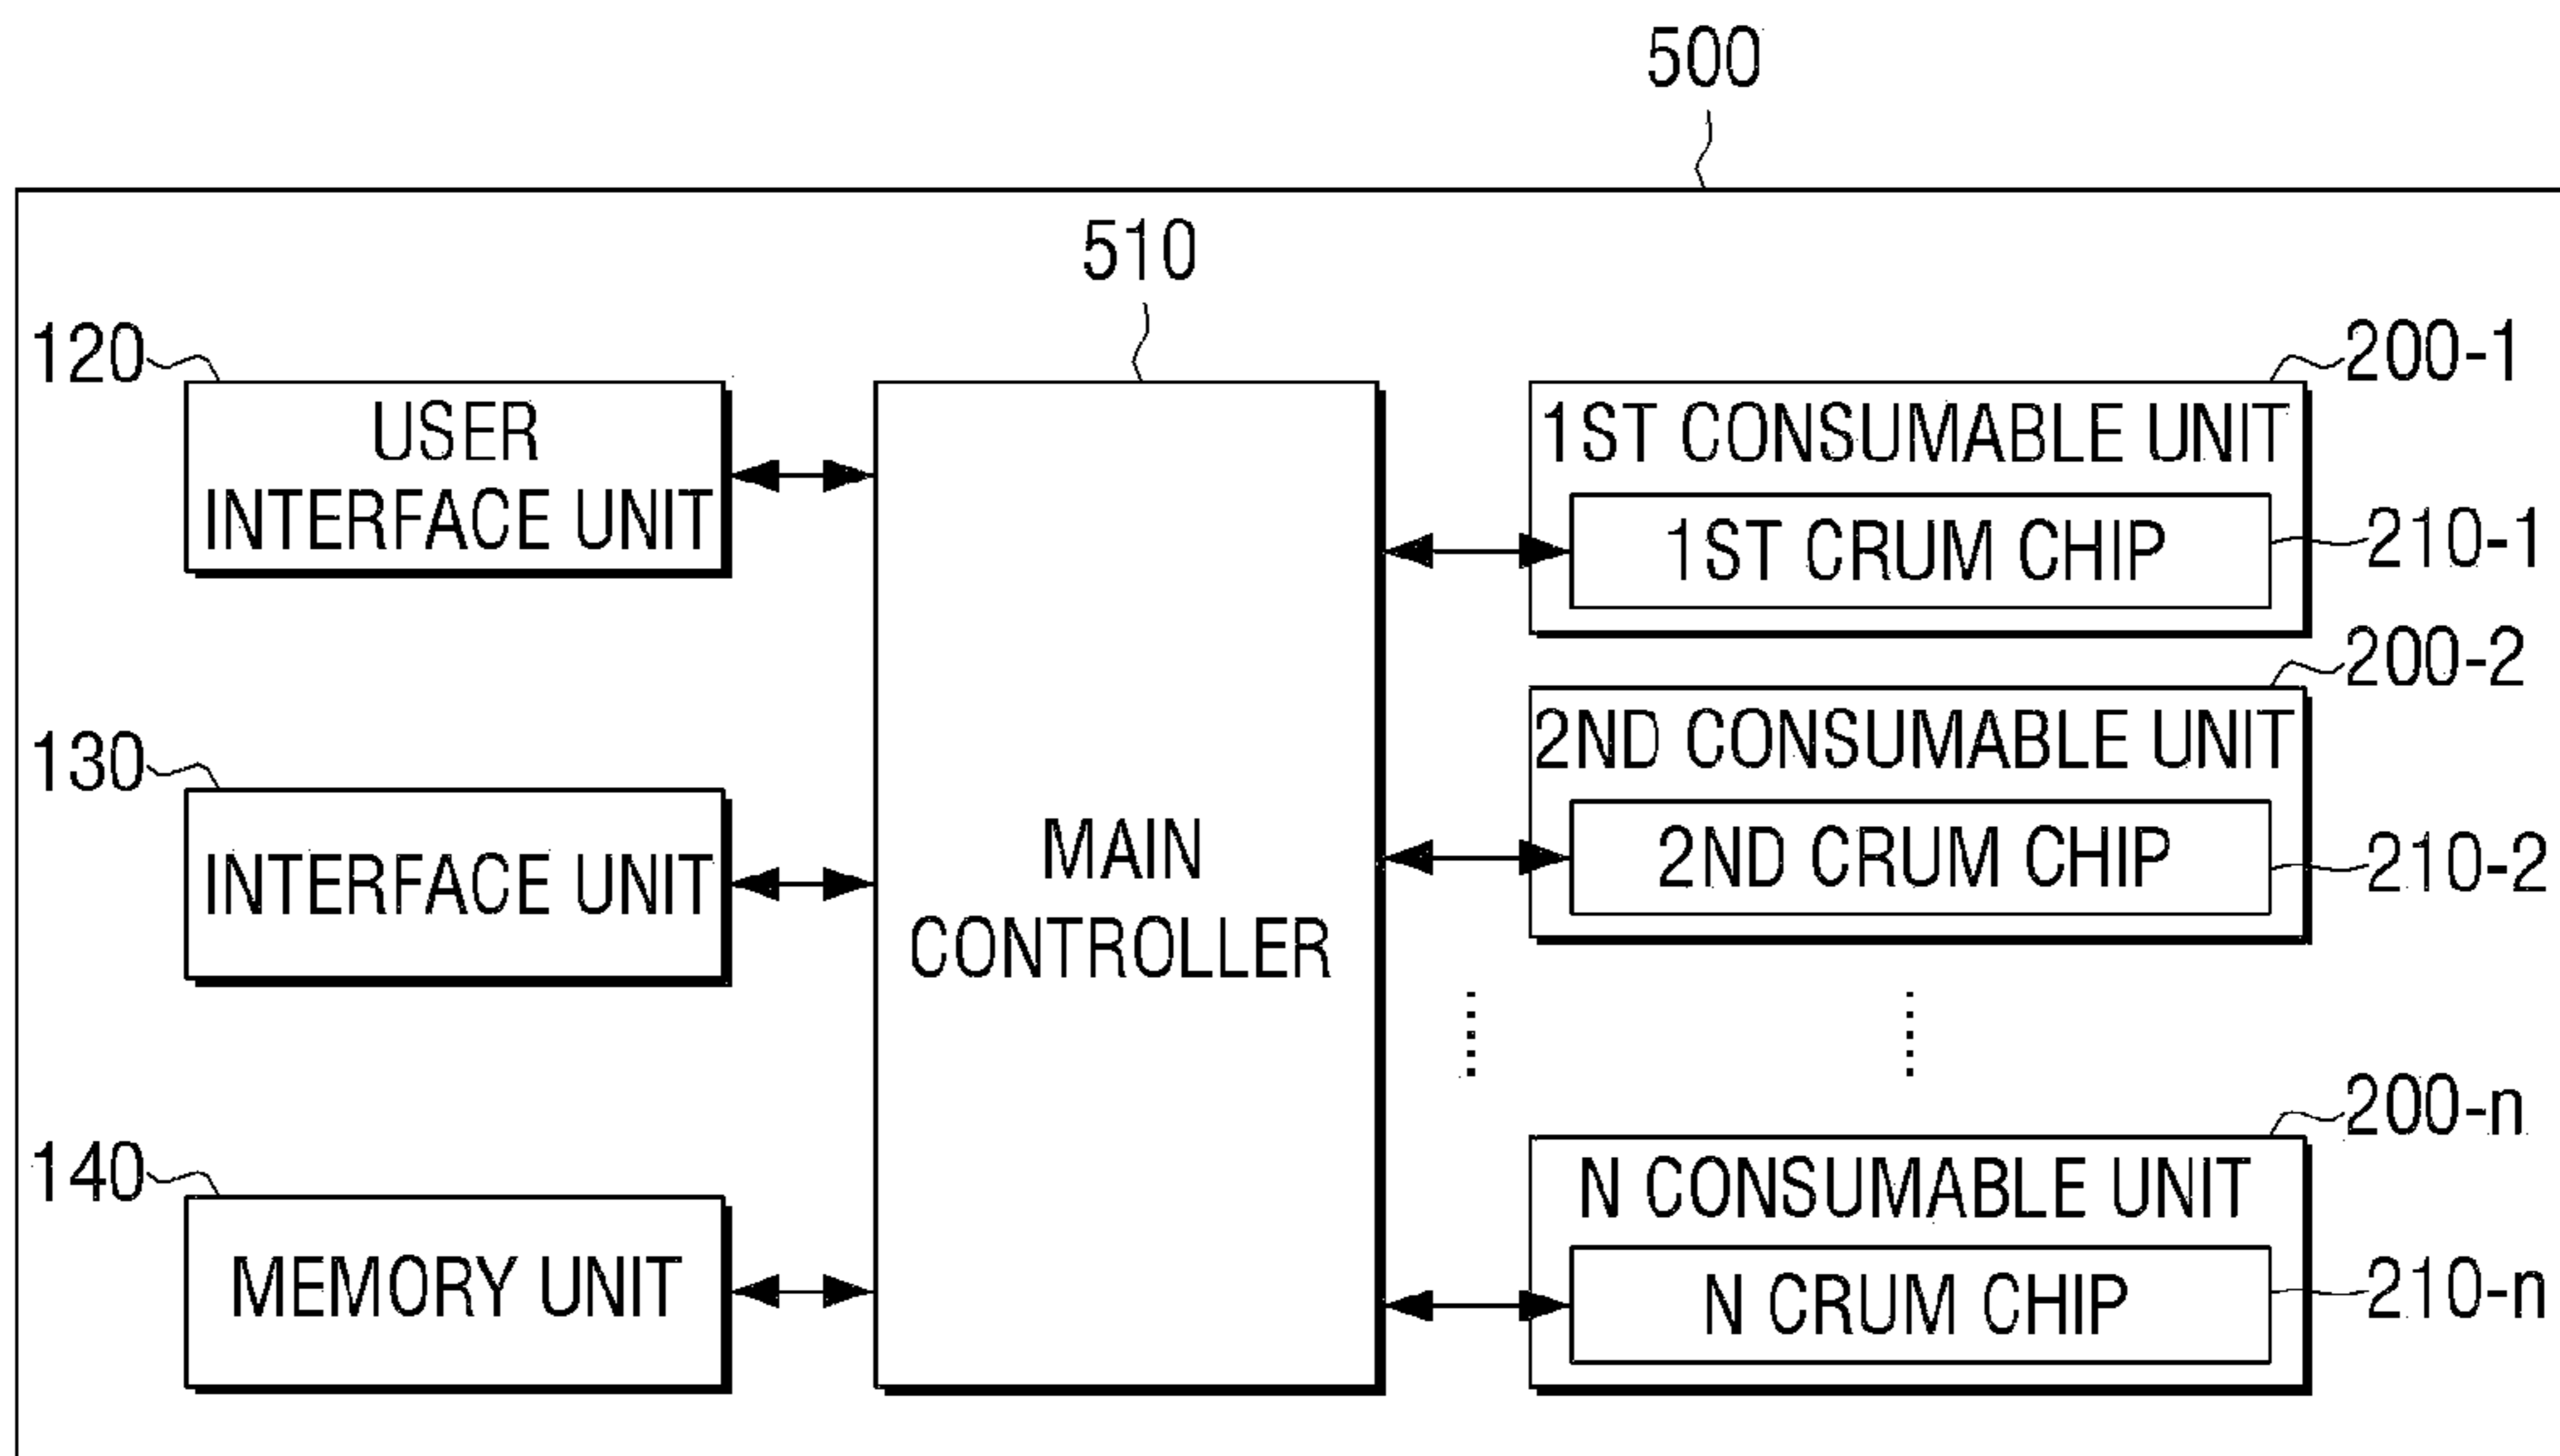 500
510
120
USER
INTERFACE UNIT
200-1
1ST CONSUMABLE UNIT
1ST CRUM CHIP
210-1
130
INTERFACE UNIT
MAIN
CONTROLLER
200-2
2ND CONSUMABLE UNIT
2ND CRUM CHIP
210-2
140
MEMORY UNIT
200-n
N CONSUMABLE UNIT
N CRUM CHIP
210-n